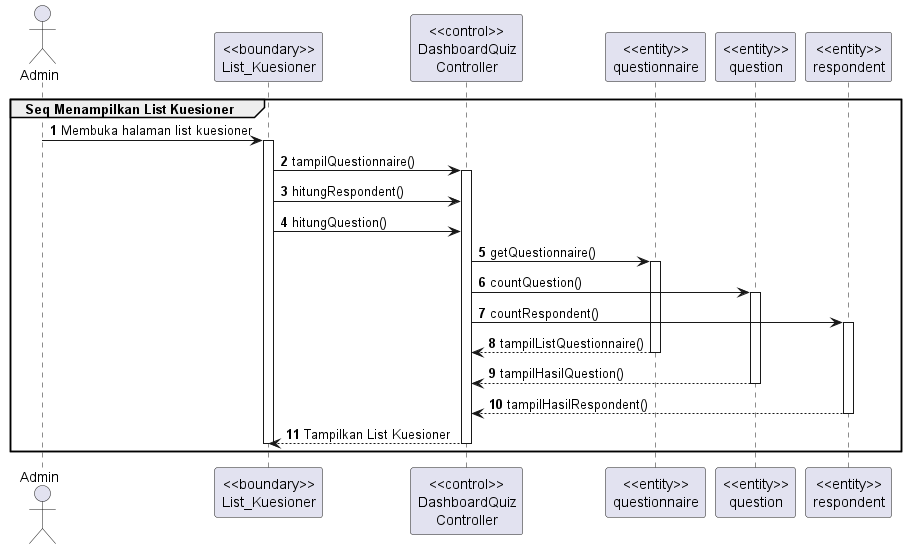 Admin
<<boundary>>
List_Kuesioner
<<control>>
DashboardQuiz
Controller
<<entity>>
questionnaire
<<entity>>
question
<<entity>>
respondent
Seq Menampilkan List Kuesioner
1 Membuka halaman list kuesioner
2 tampilQuestionnaire()
3 hitungRespondent()
4 hitungQuestion()
5 getQuestionnaire()
6 countQuestion()
7 countRespondent()
8 tampilListQuestionnaire()
9 tampilHasilQuestion()
10 tampilHasilRespondent()
11 Tampilkan List Kuesioner
Admin
<<boundary>>
List_Kuesioner
<<control>>
DashboardQuiz
Controller
<<entity>>
questionnaire
<<entity>>
question
<<entity>>
respondent